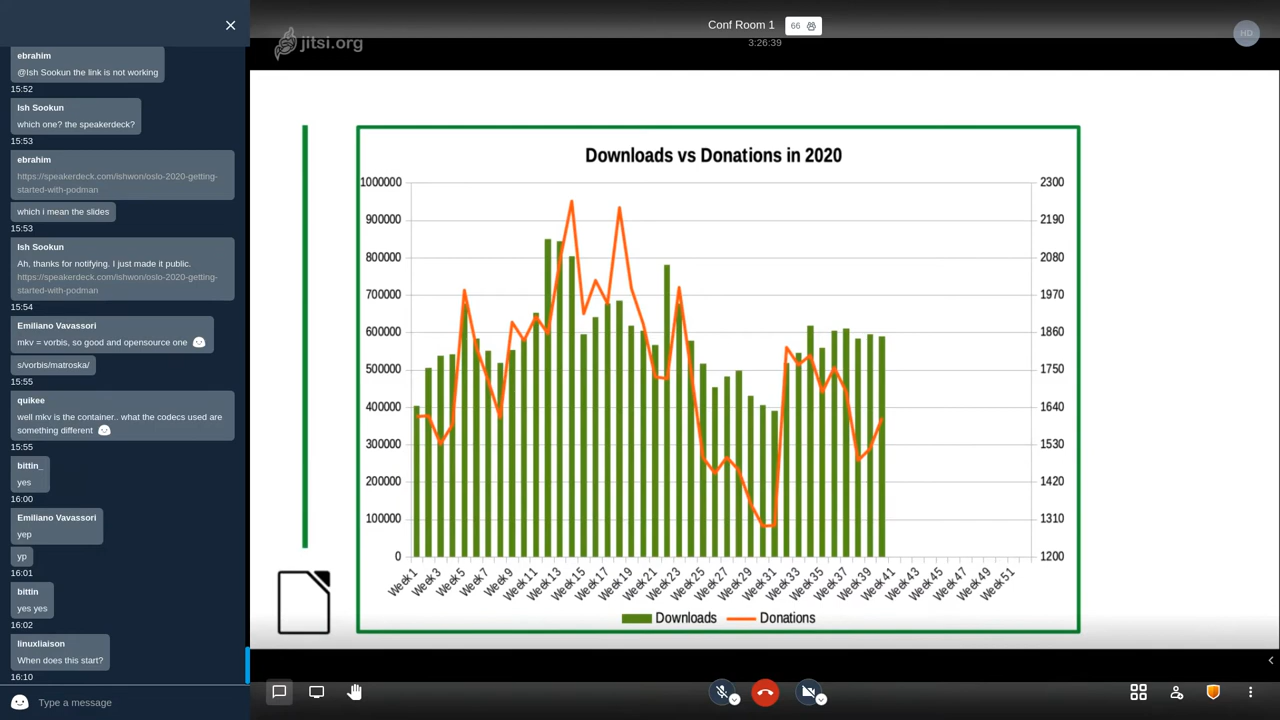 ebrahim
@Ish Sookun the link is not working
15:52
Ish Sookun
which one? the speakerdeck?
15:53
ebrahim
https://speakerdeck.com/ishwon/oslo-2020-getting-
started-with-podman
which i mean the slides
15:53
Ish Sookun
Ah, thanks for notifying. I just made it public.
https://speakerdeck.com/ishwon/oslo-2020-getting-
started-with-podman
15:54
Emiliano Vavassori
mkv = vorbis, so good and opensource one
s/vorbis/matroska/
15:55
quikee
well mkv is the container.. what the codecs used are
something different
15:55
bittin_
yes
16:00
Emiliano Vavassori
yep
yp
16:01
bittin
yes yes
16:02
linuxliaison
When does this start?
16:10
Type a message
jitsi.org
Conf Room 1
66
3:26:39
HD
Downloads vs Donations in 2020
1000000
900000
800000
700000
600000
500000
400000
300000
200000
100000
0
2300
2190
2080
1970
1860
1750
1640
1530
1420
1310
1200
Week 1
Week 3
Week 5
Week 7
Week 9
Week 11
Week 13
Week 15
Week 17
Week 19
Week 21
Week 23
Week 25
Week 27
Week 29
Week 31
Week 33
Week 35
Week 37
Week 39
Week 41
Week 43
Week 45
Week 47
Week 49
Week 51
Downloads
Donations